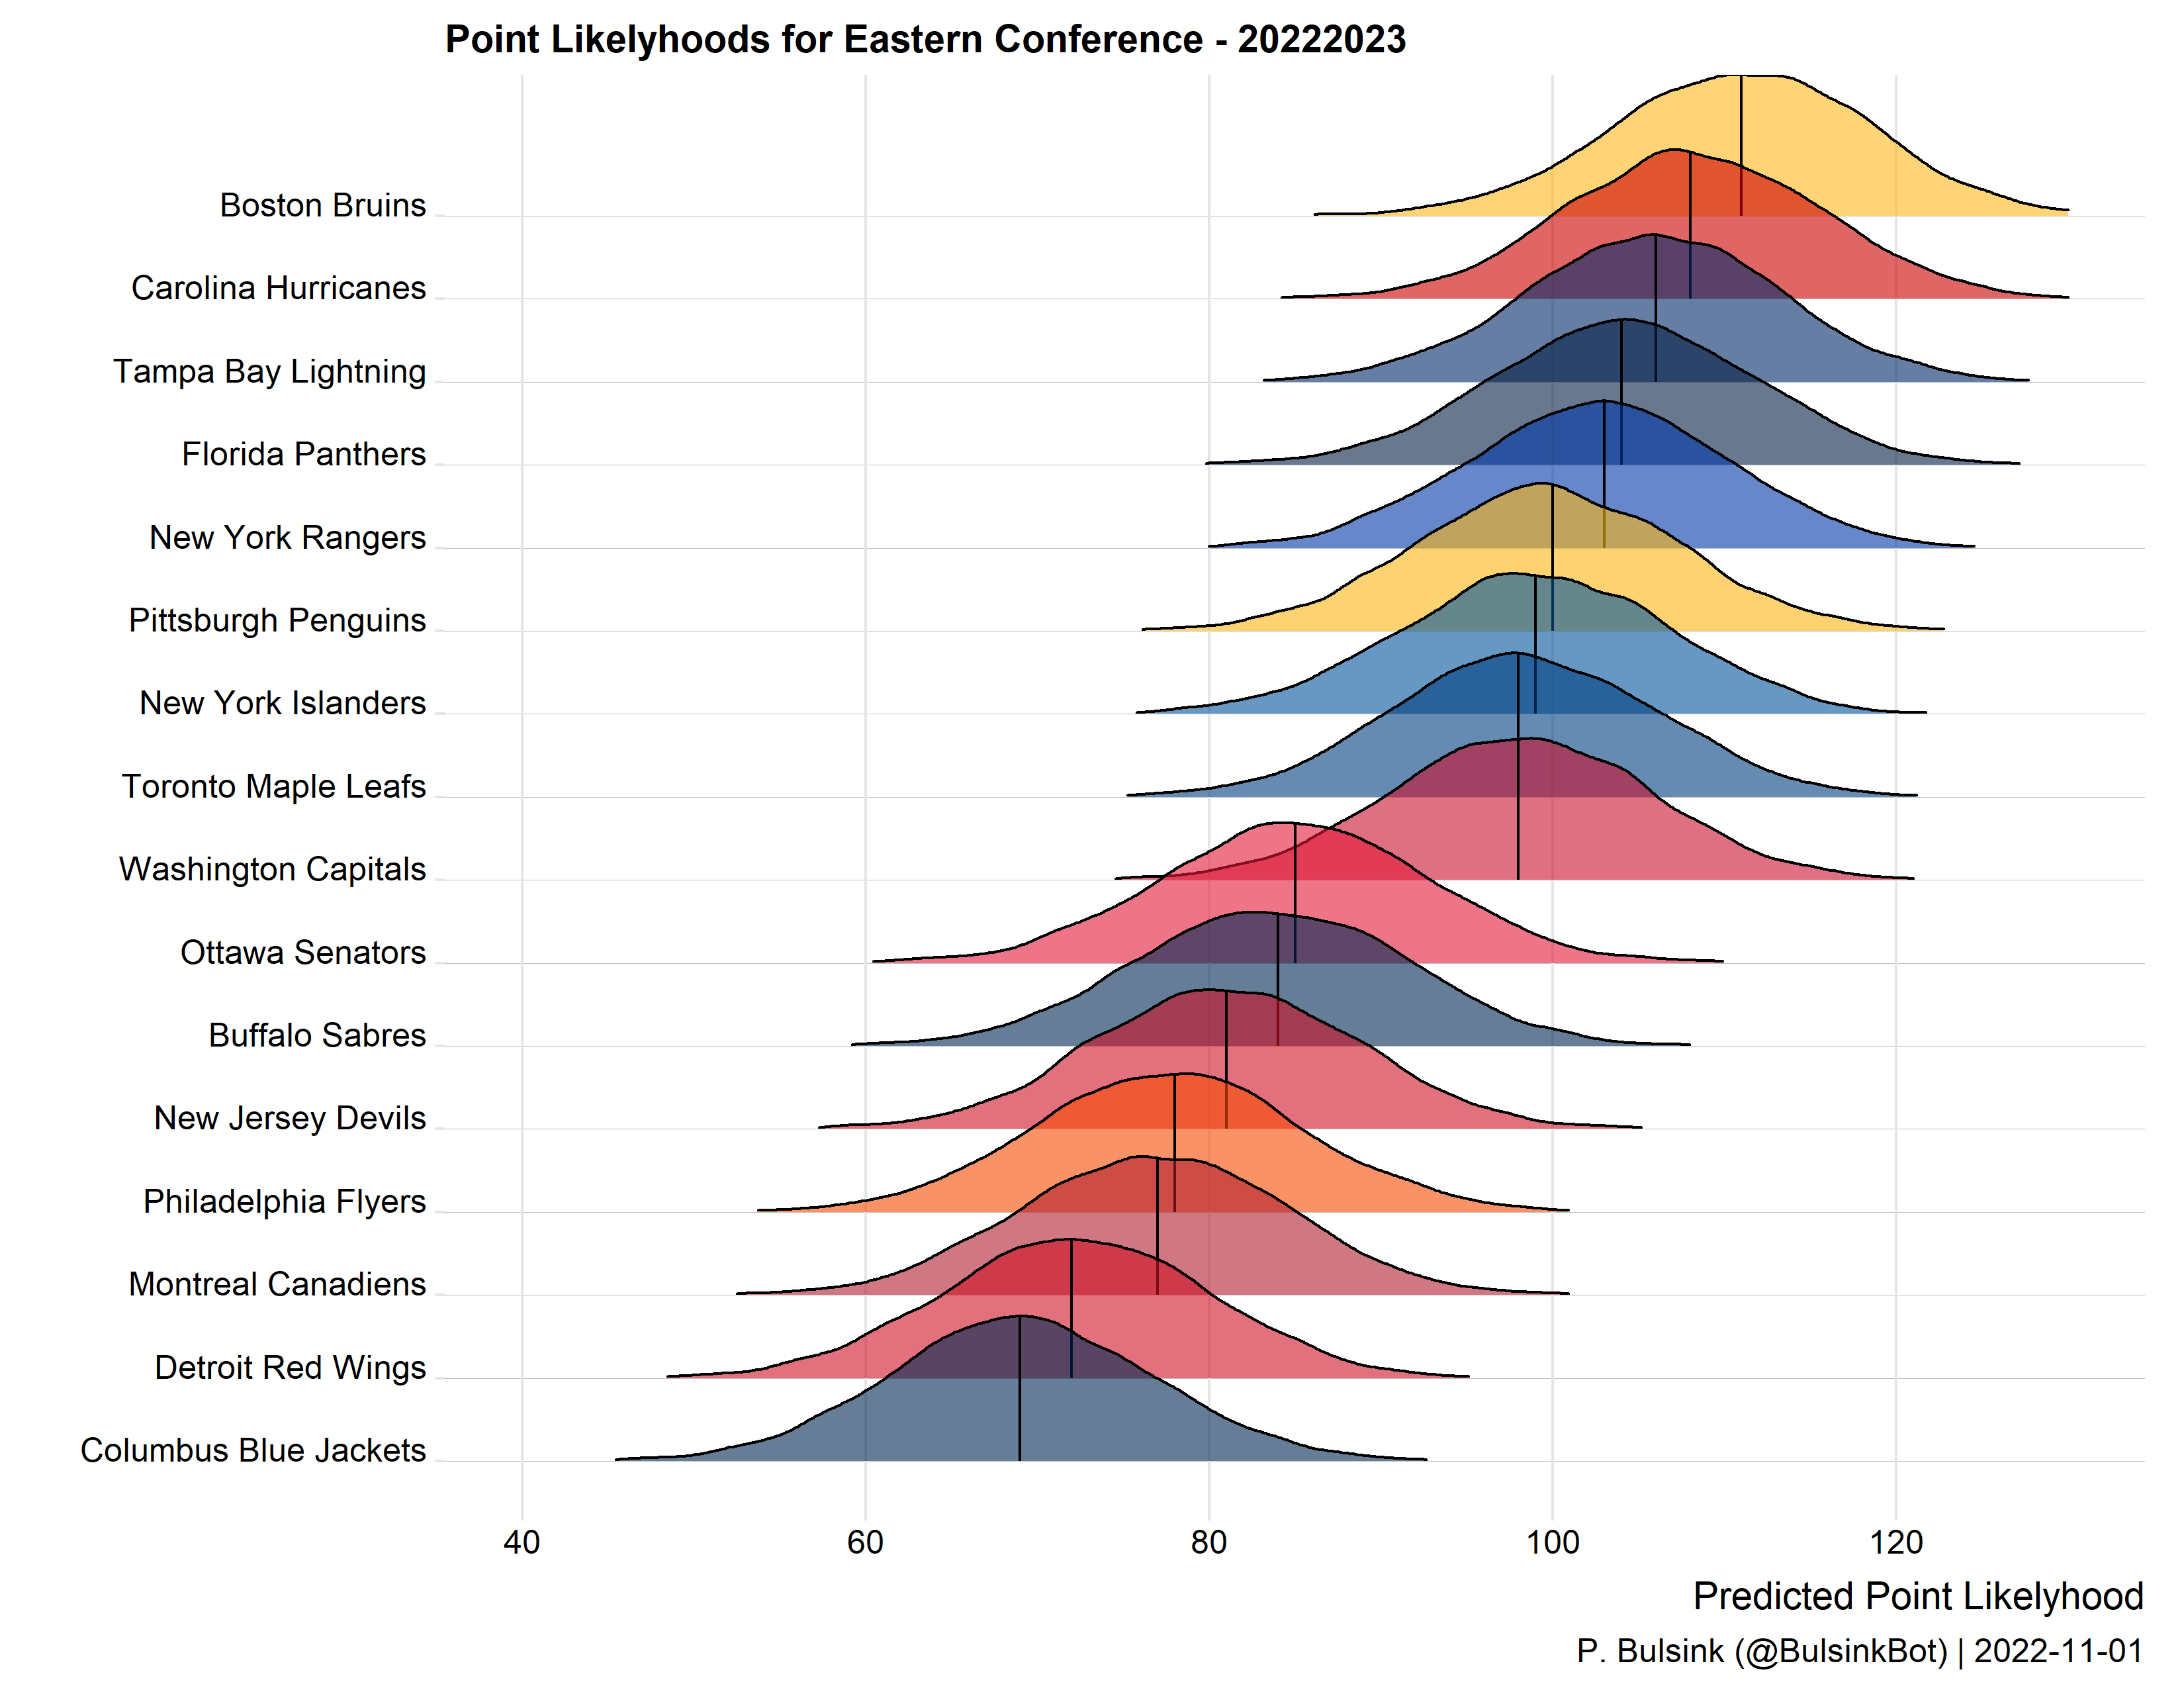 Point Likelyhoods for Eastern Conference - 20222023
Boston Bruins
Carolina Hurricanes
Tampa Bay Lightning
Florida Panthers
New York Rangers
Pittsburgh Penguins
New York Islanders
Toronto Maple Leafs
Washington Capitals
Ottawa Senators
Buffalo Sabres
New Jersey Devils
Philadelphia Flyers
Montreal Canadiens
Detroit Red Wings
Columbus Blue Jackets
40 60 80 100 120
Predicted Point Likelyhood
P. Bulsink (@BulsinkBot) | 2022-11-01